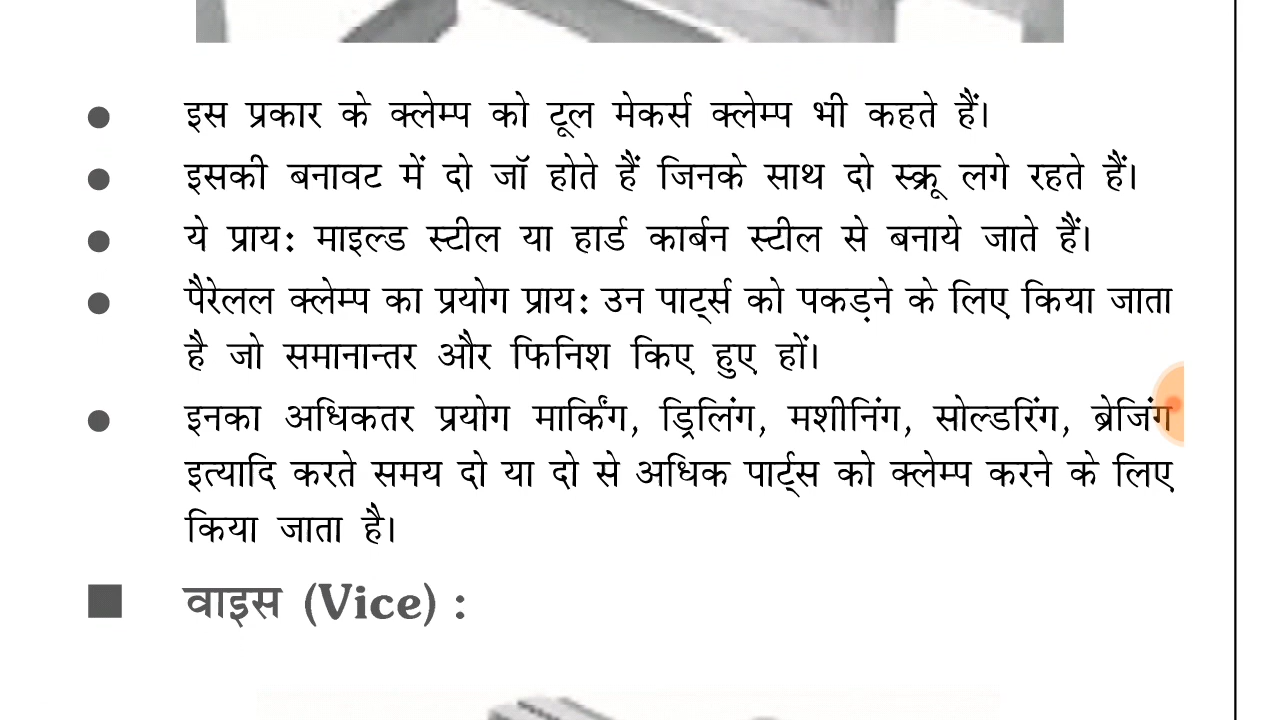 ● इस प्रकार के क्लेम्प को टूल मेकर्स क्लेम्प भी कहते हैं।
● इसकी बनावट में दो जॉ होते हैं जिनके साथ दो स्क्रू लगे रहते हैं।
● ये प्राय: माइल्ड स्टील या हार्ड कार्बन स्टील से बनाये जाते हैं।
● पैरेलल क्लेम्प का प्रयोग प्राय: उन पार्ट्स को पकड़ने के लिए किया जाता
है जो समानान्तर और फिनिश किए हुए हों।
● इनका अधिकतर प्रयोग मार्किंग, ड्रिलिंग, मशीनिंग, सोल्डरिंग, ब्रेजिंग
इत्यादि करते समय दो या दो से अधिक पार्ट्स को क्लेम्प करने के लिए
किया जाता है।
■ वाइस (Vice) :